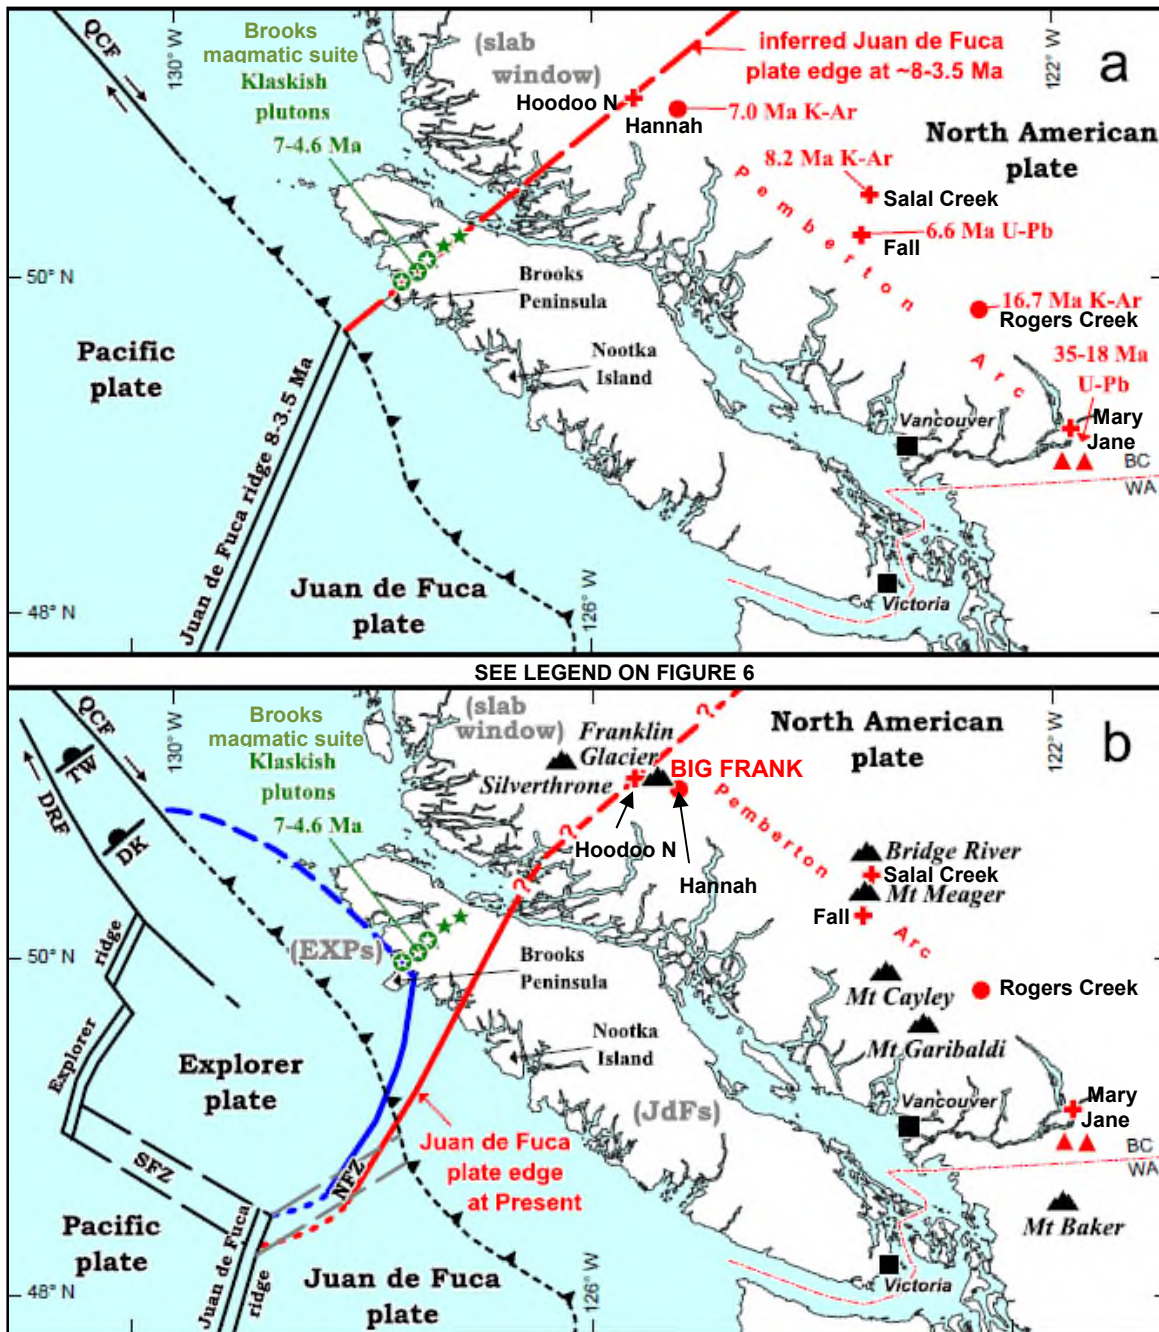 130° W
QCF
Brooks
magmatic suite
Klaskish
plutons
7-4.6 Ma
(slab
window)
inferred Juan de Fuca
plate edge at ~8-3.5 Ma
122° W
a
Hoodoo N
Hannah
7.0 Ma K-Ar
North American
plate
8.2 Ma K-Ar
Salal Creek
Pemberton
6.6 Ma U-Pb
Fall
50° N
Brooks
Peninsula
16.7 Ma K-Ar
Rogers Creek
Arc
35-18 Ma
U-Pb
Pacific
plate
Nootka
Island
Vancouver
Mary
Jane
BC
WA
Juan de Fuca ridge 8-3.5 Ma
Juan de Fuca
plate
126° W
Victoria
48° N
SEE LEGEND ON FIGURE 6
130° W
QCF
TW
DRF
DK
Brooks
magmatic suite
Klaskish
plutons
7-4.6 Ma
(slab
window)
Franklin
Glacier
Silverthrone
?
North American
plate
122° W
b
BIG FRANK
?
Hoodoo N
Hannah
?
Pemberton
Bridge River
Salal Creek
Mt Meager
Fall
Arc
(EXPs)
50° N
Brooks
Peninsula
Mt Cayley
Rogers Creek
Explorer
ridge
Nootka
Island
Mt Garibaldi
Explorer
plate
(JdFs)
Vancouver
Mary
Jane
BC
WA
SFZ
NFZ
Juan de Fuca
plate edge
at Present
Mt Baker
Pacific
plate
Juan de Fuca
ridge
Juan de Fuca
plate
126° W
Victoria
48° N